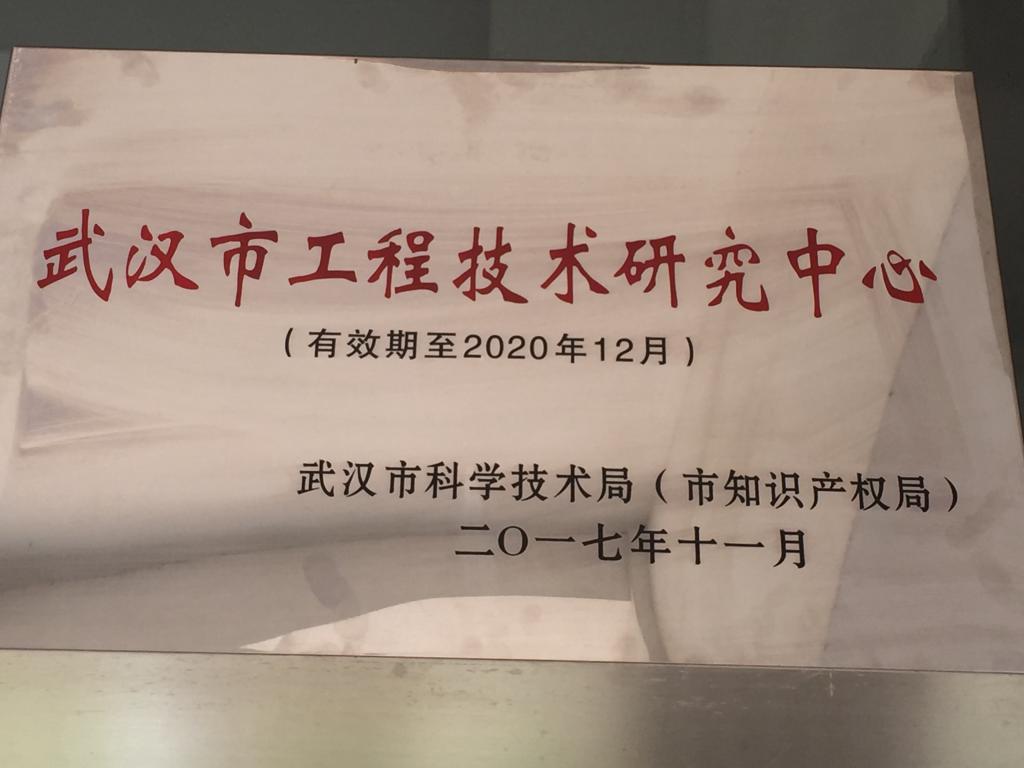 武汉市工程技术研究中心
（有效期至2020年12月）
武汉市科学技术局（市知识产权局）
二〇一七年十一月